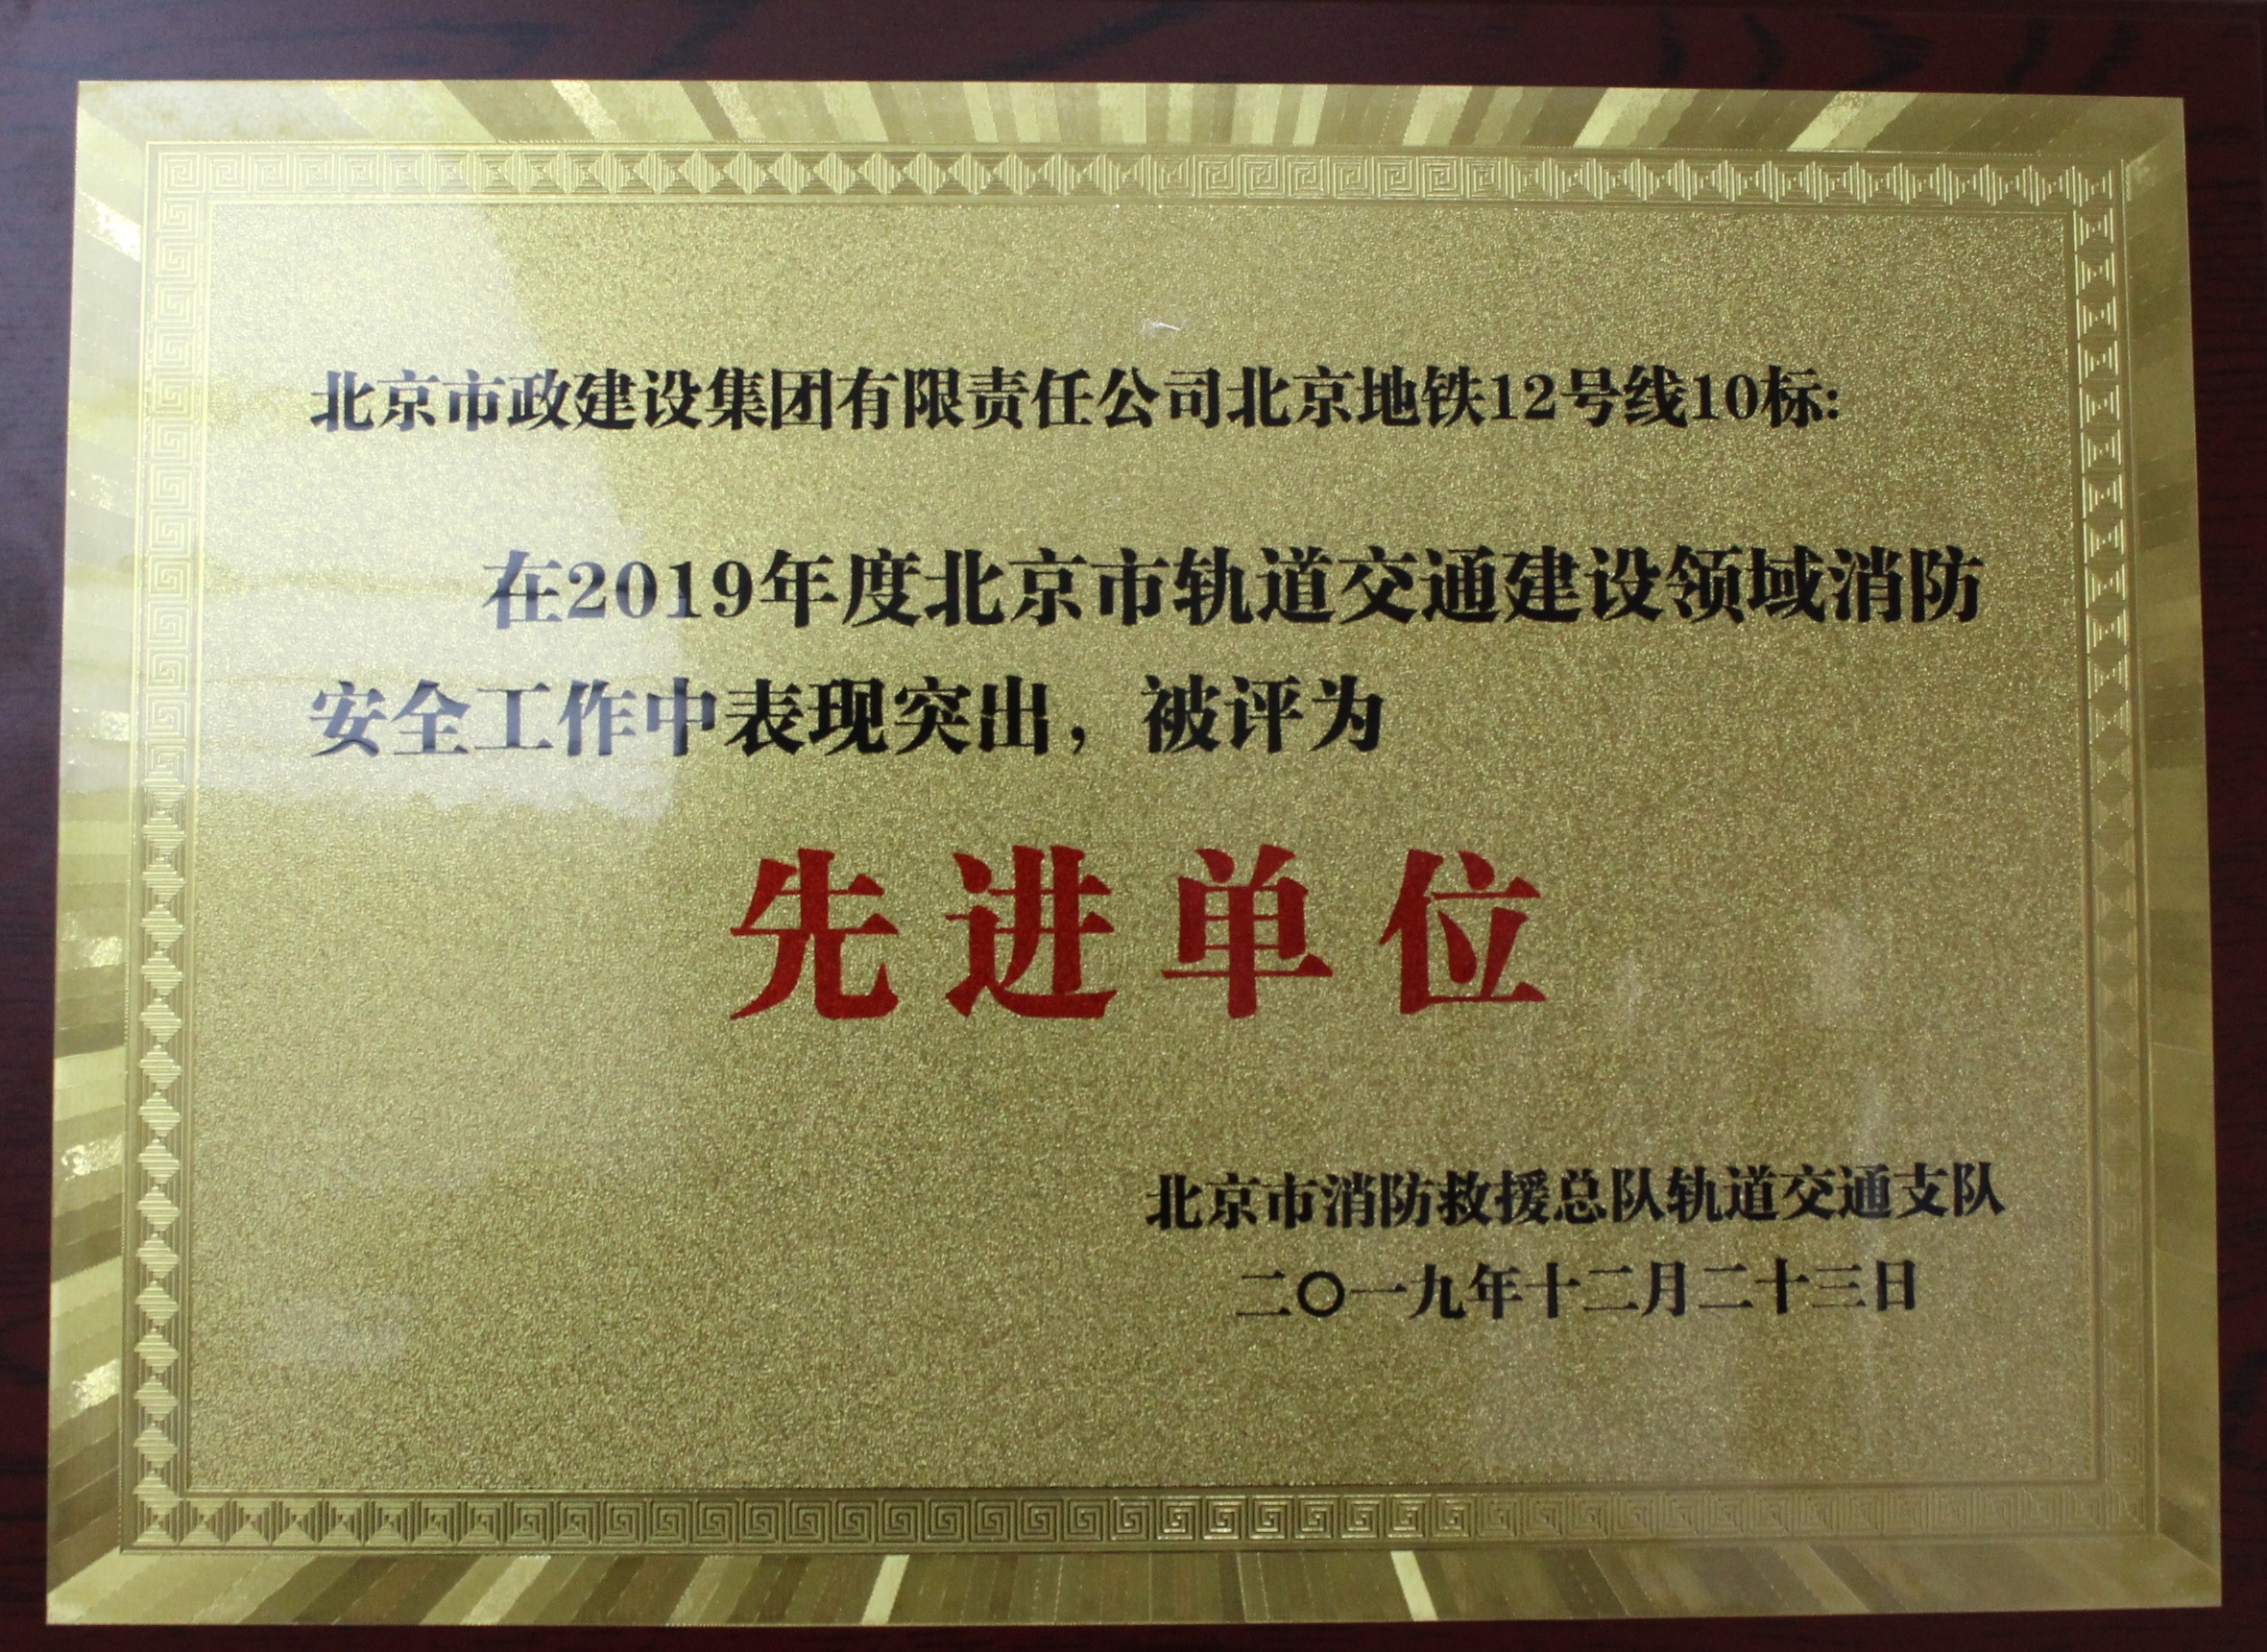 北京市政建设集团有限责任公司北京地铁12号线10标:
在2019年度北京市轨道交通建设领域消防
安全工作中表现突出，被评为
先进单位
北京市消防救援总队轨道交通支队
二〇一九年十二月二十三日